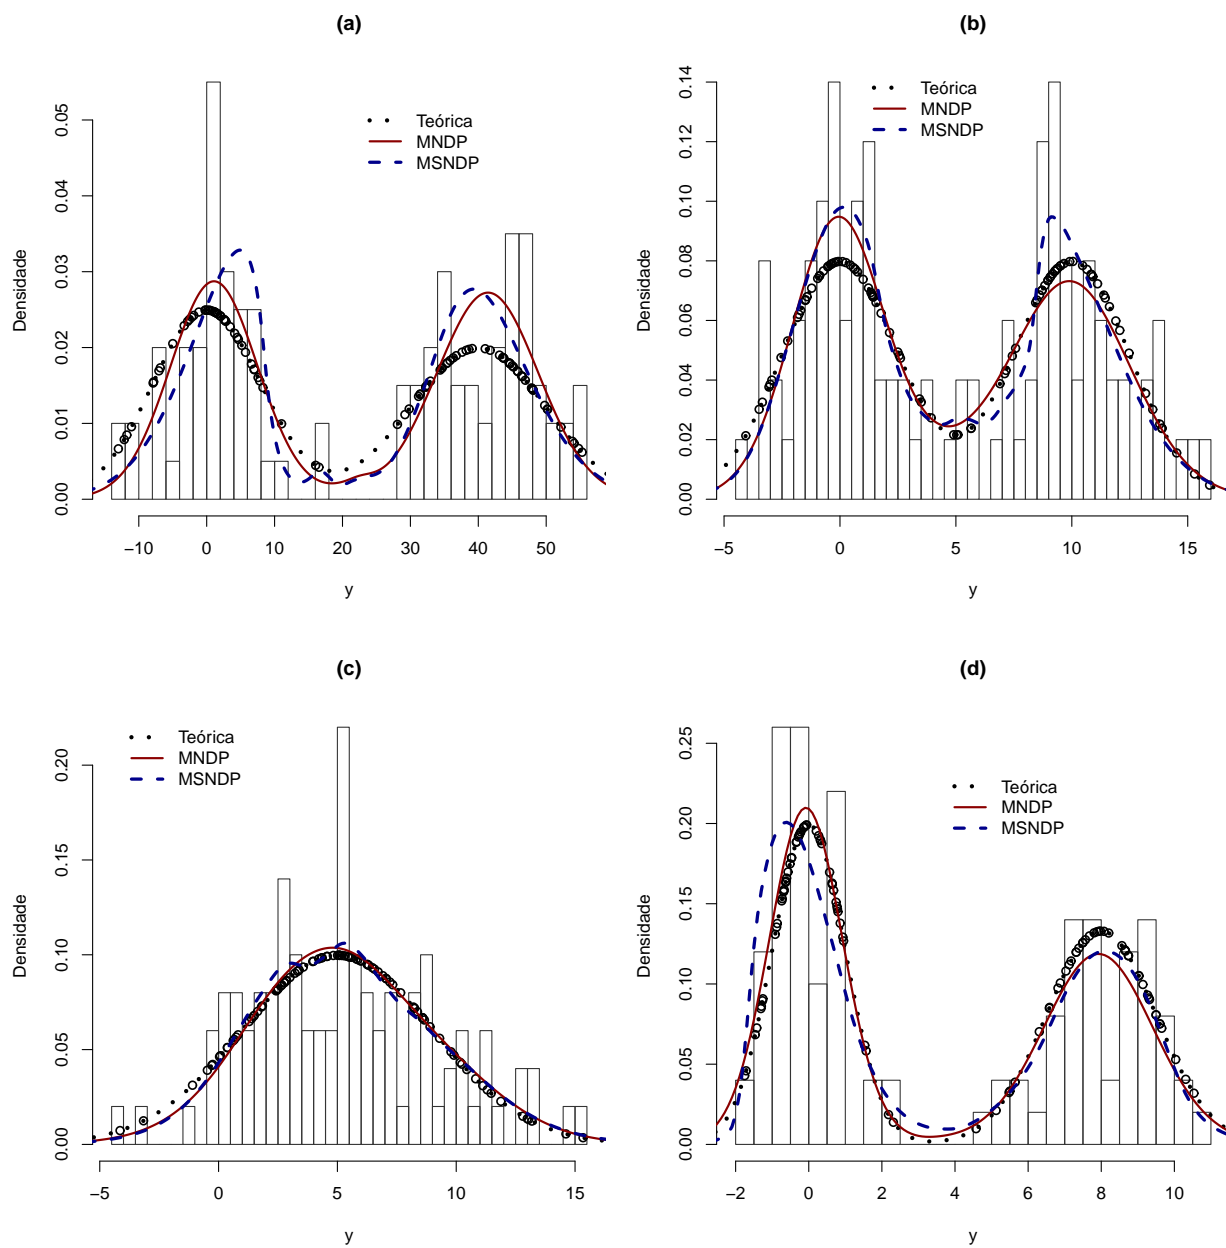 (a)
Densidade
0.00 0.01 0.02 0.03 0.04 0.05
Teórica
MNDP
MSNDP
−10 0 10 20 30 40 50
y
(b)
Densidade
0.00 0.02 0.04 0.06 0.08 0.10 0.12 0.14
Teórica
MNDP
MSNDP
−5 0 5 10 15
y
(c)
Densidade
0.00 0.05 0.10 0.15 0.20
Teórica
MNDP
MSNDP
−5 0 5 10 15
y
(d)
Densidade
0.00 0.05 0.10 0.15 0.20 0.25
Teórica
MNDP
MSNDP
−2 0 2 4 6 8 10
y